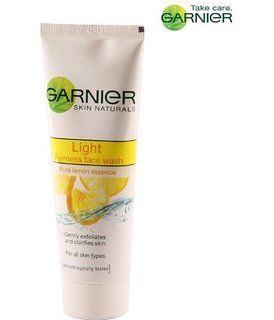 Take care.
GARNIER
GARNIER
SKIN NATURALS
Light
Fairness face wash
Pure lemon essence
Gently exfoliates
and clarifies skin
For all skin types
[dermatologically tested]